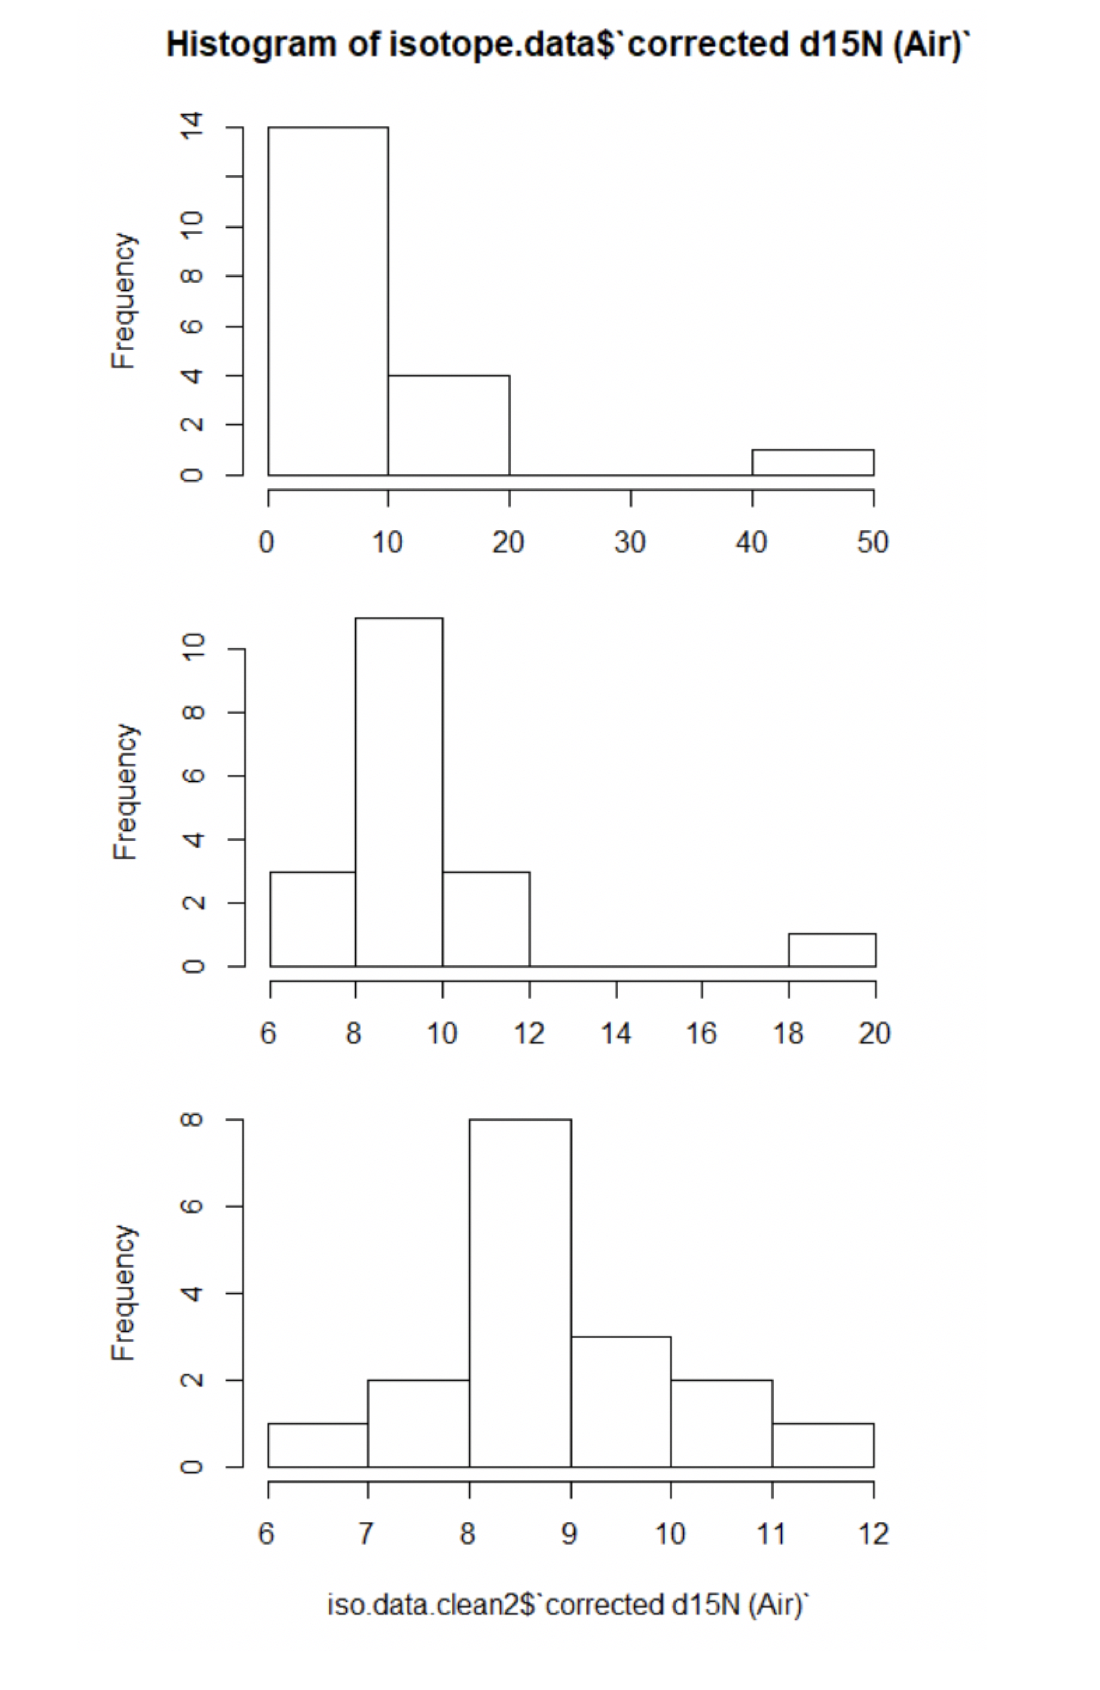 Histogram of isotope.data$`corrected d15N (Air)`
Frequency
14
10
8
6
4
2
0
0 10 20 30 40 50
Frequency
10
8
6
4
2
0
6 8 10 12 14 16 18 20
Frequency
8
6
4
2
0
6 7 8 9 10 11 12
iso.data.clean2$`corrected d15N (Air)`